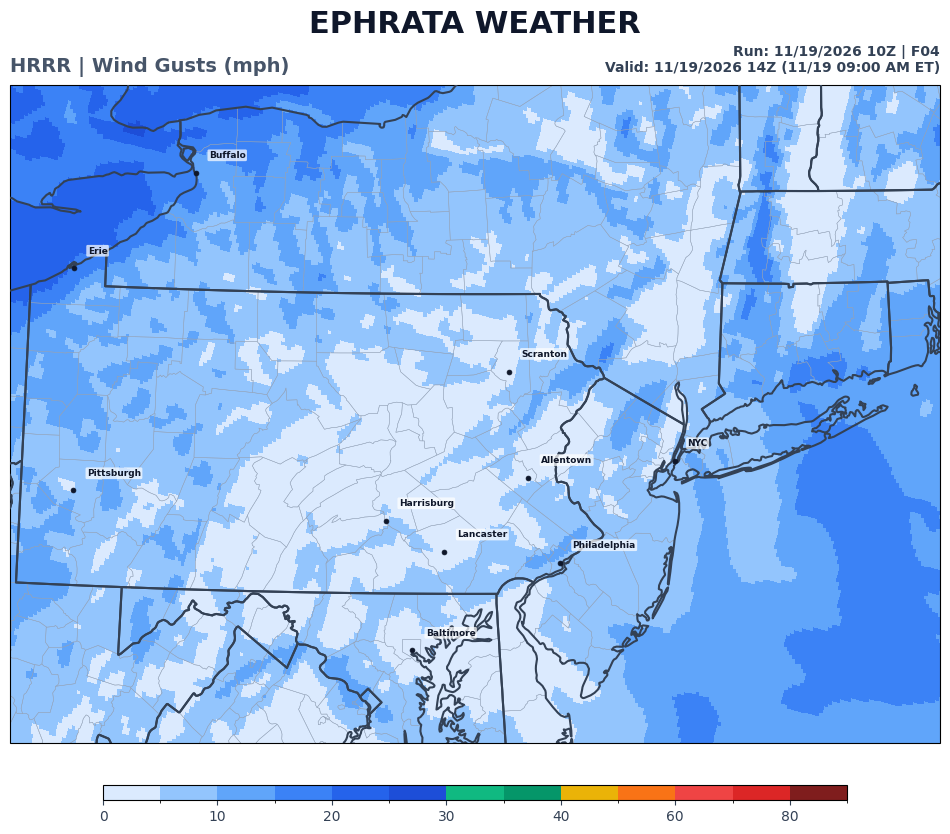 EPHRATA WEATHER
HRRR | Wind Gusts (mph)
Run: 11/19/2026 10Z | F04
Valid: 11/19/2026 14Z (11/19 09:00 AM ET)
Buffalo
Erie
Scranton
NYC
Allentown
Pittsburgh
Harrisburg
Lancaster
Philadelphia
Baltimore
0 10 20 30 40 50 60 70 80